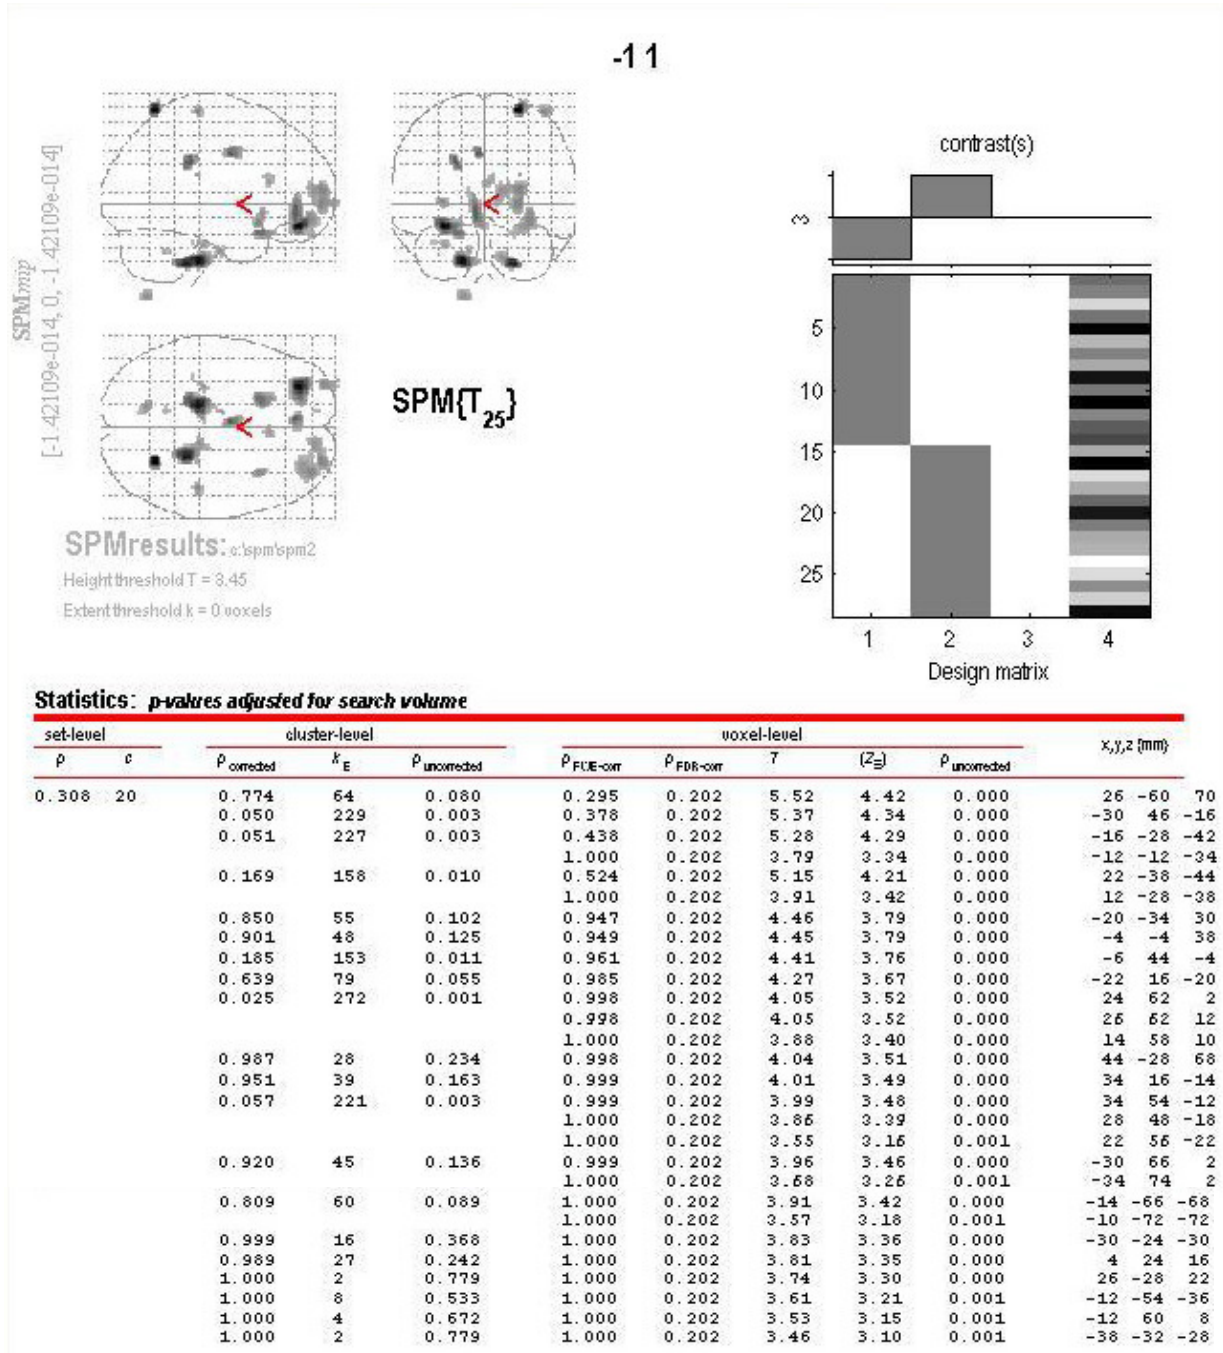 -1 1
SPMmip
[-1.42109e-014, 0, -1.42109e-014]
<
<
<
SPM{T25}
SPMresults: c:\spm\spm2
Height threshold T = 3.45
Extent threshold k = 0 voxels
contrast(s)
3
5
10
15
20
25
1 2 3 4
Design matrix
Statistics: p-values adjusted for search volume
set-level cluster-level voxel-level x,y,z {mm}
p c p corrected k E p uncorrected p FWE-corr p FDR-corr T (Z≡) p uncorrected
0.308 20 0.774 64 0.080 0.295 0.202 5.52 4.42 0.000 26 -60 70
0.050 229 0.003 0.378 0.202 5.37 4.34 0.000 -30 46 -16
0.051 227 0.003 0.438 0.202 5.28 4.29 0.000 -16 -28 -42
1.000 0.202 3.79 3.34 0.000 -12 -12 -34
0.169 158 0.010 0.524 0.202 5.15 4.21 0.000 22 -38 -44
1.000 0.202 3.91 3.42 0.000 12 -28 -38
0.850 55 0.102 0.947 0.202 4.46 3.79 0.000 -20 -34 30
0.901 48 0.125 0.949 0.202 4.45 3.79 0.000 -4 -4 38
0.185 153 0.011 0.961 0.202 4.41 3.76 0.000 -6 44 -4
0.639 79 0.055 0.985 0.202 4.27 3.67 0.000 -22 16 -20
0.025 272 0.001 0.998 0.202 4.05 3.52 0.000 24 62 2
0.998 0.202 4.05 3.52 0.000 26 62 12
1.000 0.202 3.88 3.40 0.000 14 58 10
0.987 28 0.234 0.998 0.202 4.04 3.51 0.000 44 -28 68
0.951 39 0.163 0.999 0.202 4.01 3.49 0.000 34 16 -14
0.057 221 0.003 0.999 0.202 3.99 3.48 0.000 34 54 -12
1.000 0.202 3.86 3.39 0.000 28 48 -18
1.000 0.202 3.55 3.16 0.001 22 56 -22
0.920 45 0.136 0.999 0.202 3.96 3.46 0.000 -30 66 2
1.000 0.202 3.68 3.26 0.001 -34 74 2
0.809 60 0.089 1.000 0.202 3.91 3.42 0.000 -14 -66 -68
1.000 0.202 3.57 3.18 0.001 -10 -72 -72
0.999 16 0.368 1.000 0.202 3.83 3.36 0.000 -30 -24 -30
0.989 27 0.242 1.000 0.202 3.81 3.35 0.000 4 24 16
1.000 2 0.779 1.000 0.202 3.74 3.30 0.000 26 -28 22
1.000 8 0.533 1.000 0.202 3.61 3.21 0.001 -12 -54 -36
1.000 4 0.672 1.000 0.202 3.53 3.15 0.001 -12 60 8
1.000 2 0.779 1.000 0.202 3.46 3.10 0.001 -38 -32 -28